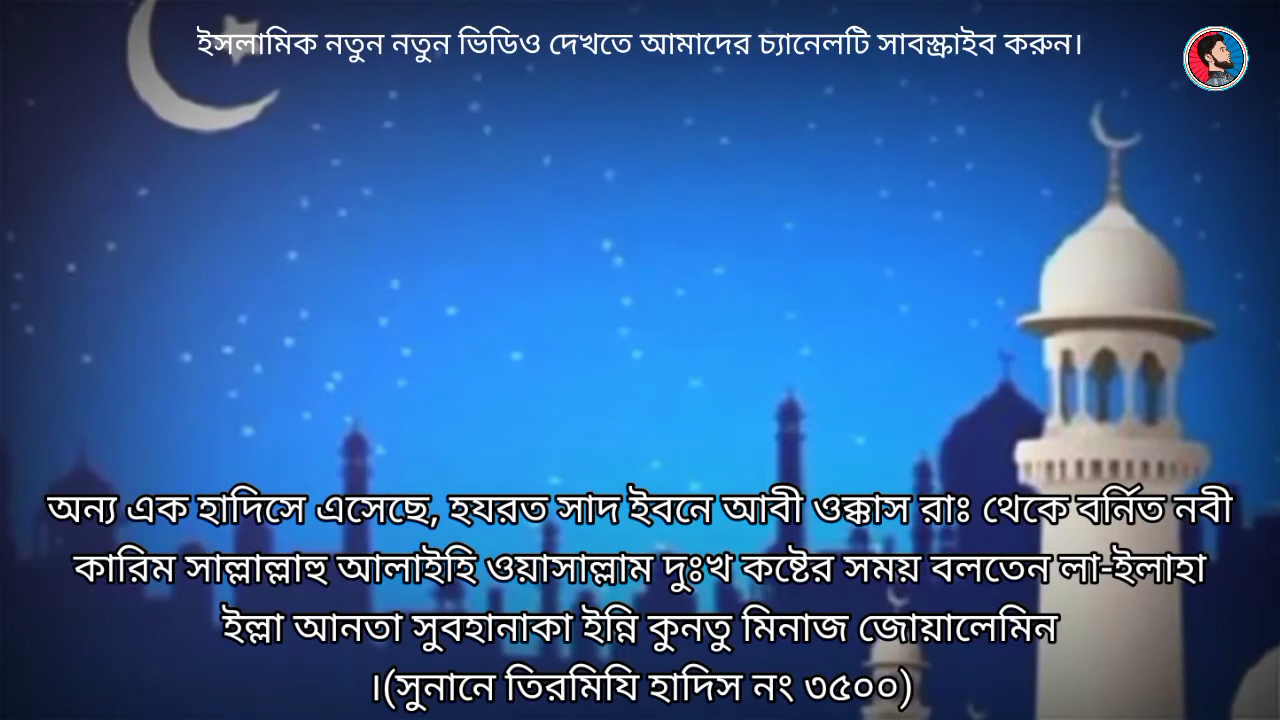 ইসলামিক নতুন নতুন ভিডিও দেখতে আমাদের চ্যানেলটি সাবস্ক্রাইব করুন।
অন্য এক হাদিসে এসেছে, হযরত সাদ ইবনে আবী ওক্কাস রাঃ থেকে বর্নিত নবী
কারিম সাল্লাল্লাহু আলাইহি ওয়াসাল্লাম দুঃখ কষ্টের সময় বলতেন লা-ইলাহা
ইল্লা আনতা সুবহানাকা ইন্নি কুনতু মিনাজ জোয়ালেমিন
।(সুনানে তিরমিযি হাদিস নং ৩৫০০)